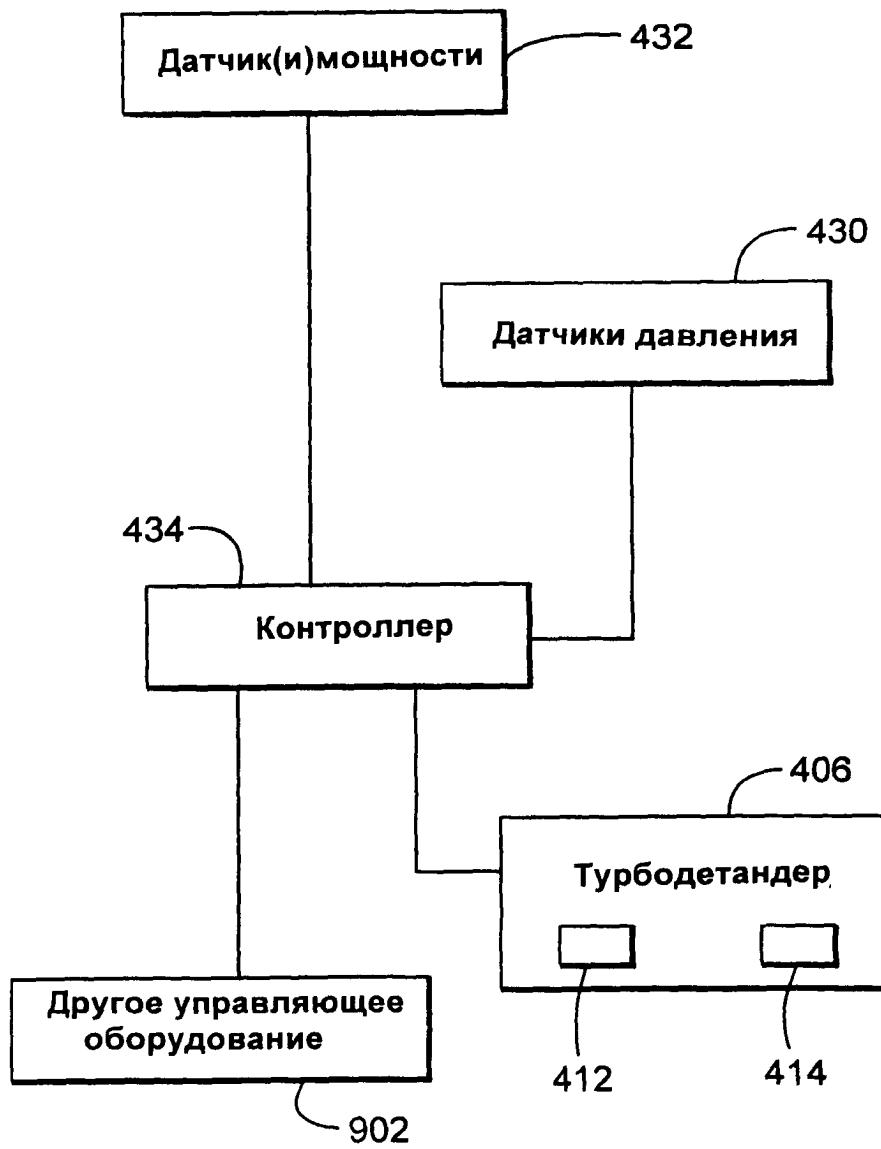 Датчик(и)мощности
432
430
Датчики давления
434
Контроллер
406
Турбодетандер
Другое управляющее
оборудование
412
414
902